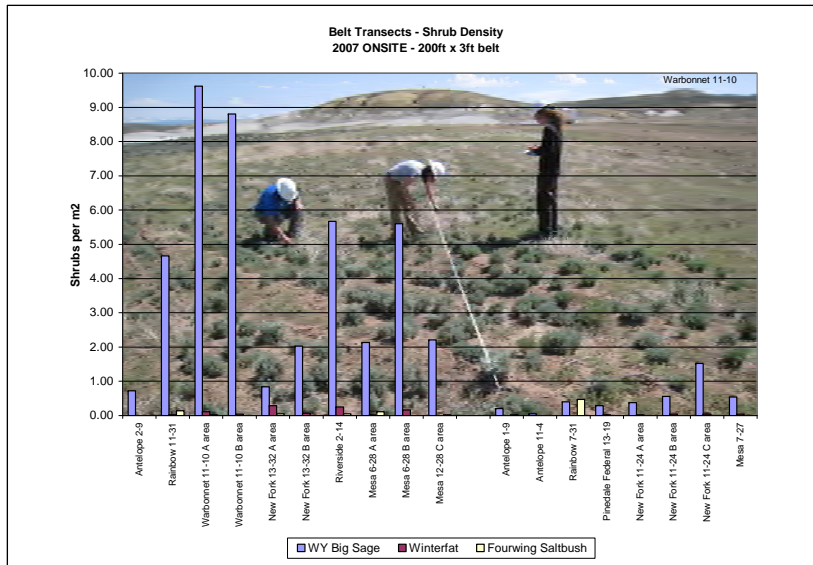 Belt Transects - Shrub Density
2007 ONSITE - 200ft x 3ft belt
Warbonnet 11-10
Shrubs per m2
10.00
9.00
8.00
7.00
6.00
5.00
4.00
3.00
2.00
1.00
0.00
Antelope 2-9
Rainbow 11-31
Warbonnet 11-10 A area
Warbonnet 11-10 B area
New Fork 13-32 A area
New Fork 13-32 B area
Riverside 2-14
Mesa 6-28 A area
Mesa 6-28 B area
Mesa 12-28 C area
Antelope 1-9
Antelope 11-4
Rainbow 7-31
Pinedale Federal 13-19
New Fork 11-24 A area
New Fork 11-24 B area
New Fork 11-24 C area
Mesa 7-27
WY Big Sage
Winterfat
Fourwing Saltbush